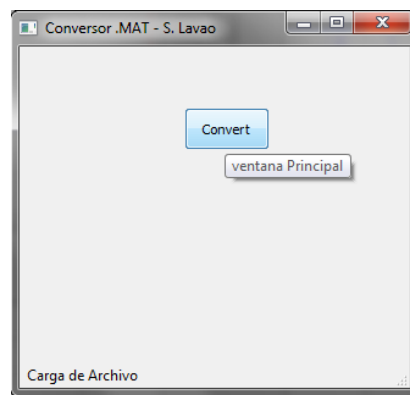 Conversor .MAT - S. Lavao
Convert
ventana Principal
Carga de Archivo